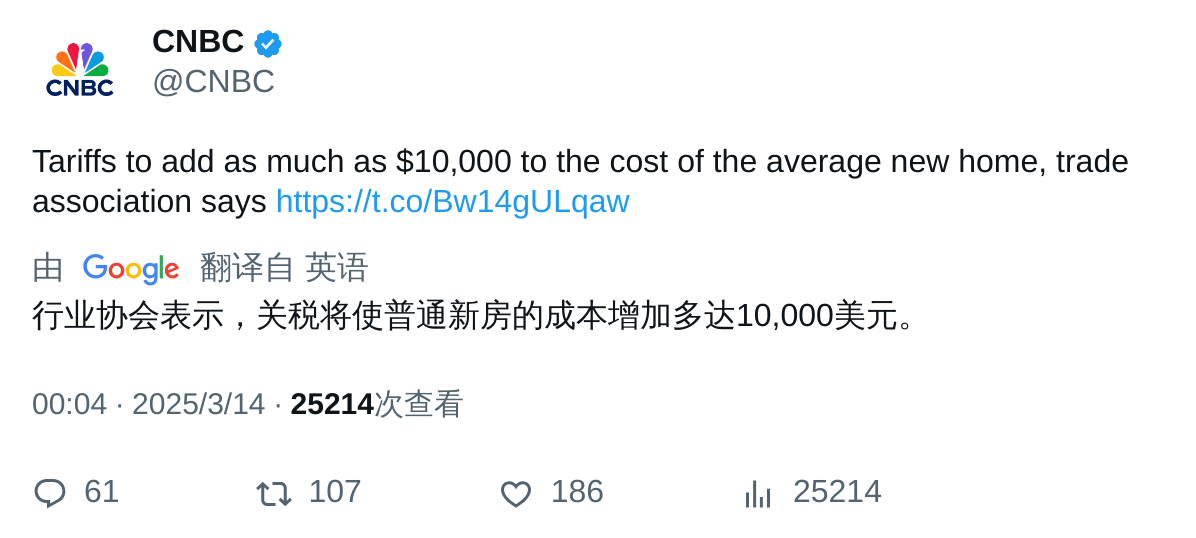 CNBC
CNBC
@CNBC
Tariffs to add as much as $10,000 to the cost of the average new home, trade
association says https://t.co/Bw14gULqaw
由 Google 翻译自 英语
行业协会表示，关税将使普通新房的成本增加多达10,000美元。
00:04 · 2025/3/14 · 25214次查看
61 107 186 25214